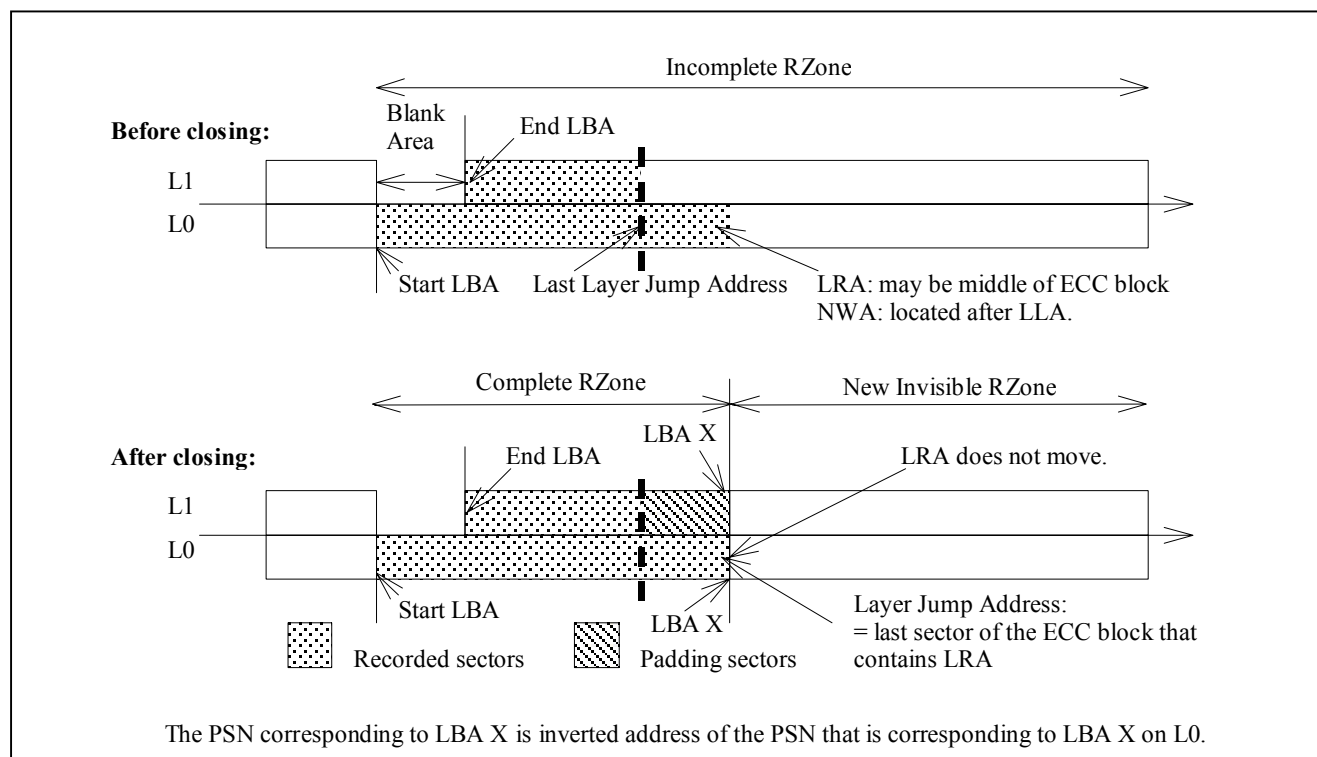 Incomplete RZone
Blank
Area
Before closing:
End LBA
L1
L0
Start LBA
Last Layer Jump Address
LRA: may be middle of ECC block
NWA: located after LLA.
Complete RZone
New Invisible RZone
LBA X
After closing:
End LBA
LRA does not move.
L1
L0
Start LBA
LBA X
Layer Jump Address:
= last sector of the ECC block that
contains LRA
Recorded sectors
Padding sectors
The PSN corresponding to LBA X is inverted address of the PSN that is corresponding to LBA X on L0.